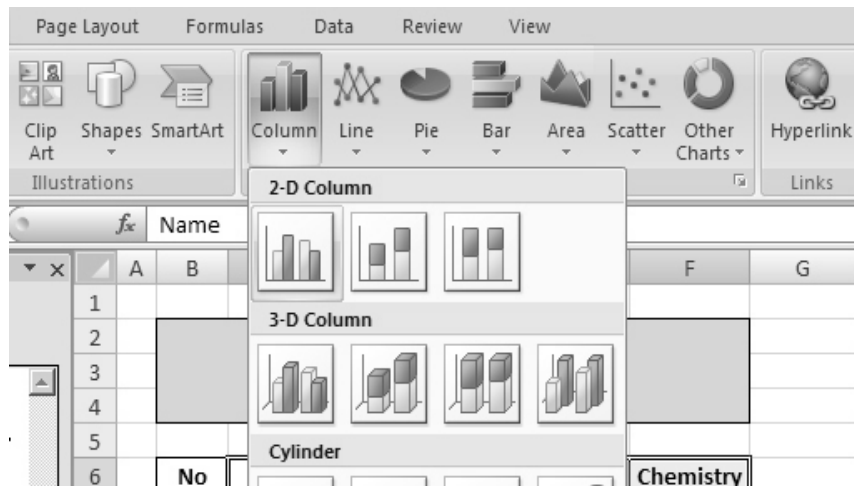 Page Layout Formulas Data Review View
Clip Art Shapes SmartArt Column Line Pie Bar Area Scatter Other Charts Hyperlink
Illustrations Links
2-D Column
fx Name
A B F G
1
3-D Column
2
3
4
5
Cylinder
6 No Chemistry